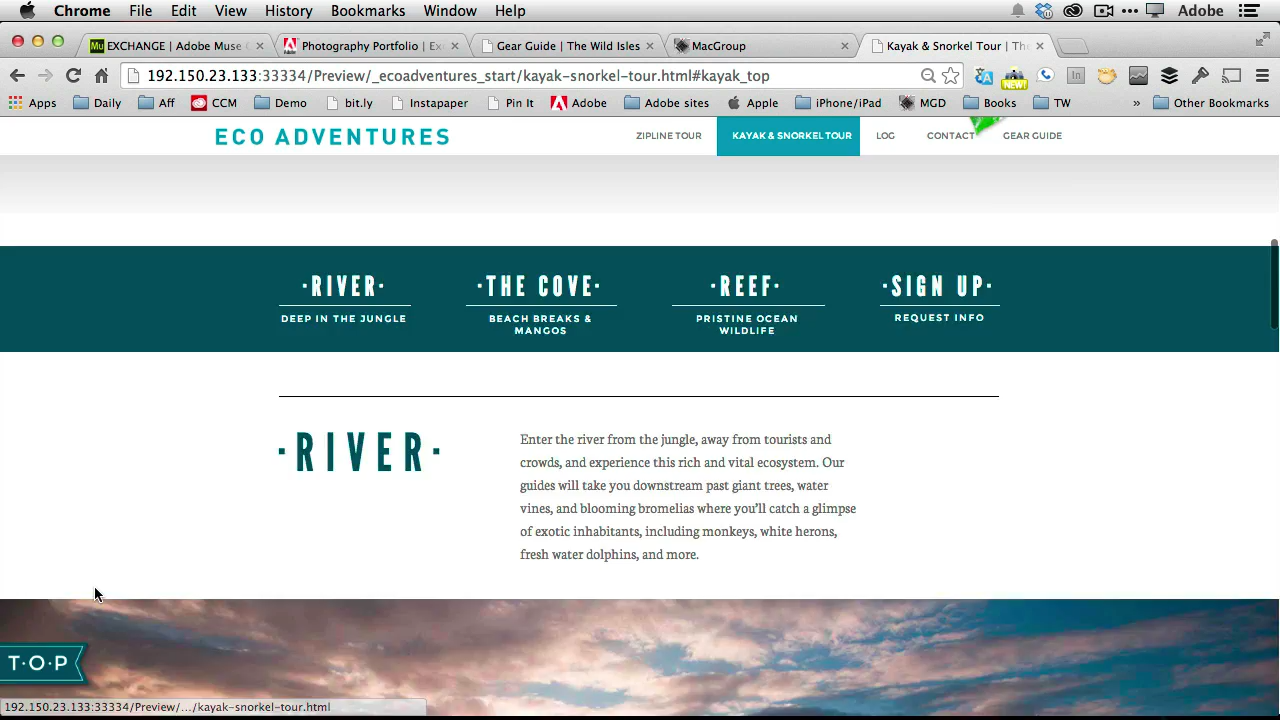 Chrome File Edit View History Bookmarks Window Help Adobe
Mu EXCHANGE | Adobe Muse C
Photography Portfolio | Exc
Gear Guide | The Wild Isles
MacGroup
Kayak & Snorkel Tour | The
192.150.23.133:33334/Preview/_ecoadventures_start/kayak-snorkel-tour.html#kayak_top
NEW!
in
Apps Daily Aff CCM Demo bit.ly Instapaper Pin It Adobe Adobe sites Apple iPhone/iPad MGD Books TW » Other Bookmarks
ECO ADVENTURES
ZIPLINE TOUR KAYAK & SNORKEL TOUR LOG CONTACT GEAR GUIDE
·RIVER·
DEEP IN THE JUNGLE
·THE COVE·
BEACH BREAKS &
MANGOS
·REEF·
PRISTINE OCEAN
WILDLIFE
·SIGN UP·
REQUEST INFO
·RIVER·
Enter the river from the jungle, away from tourists and
crowds, and experience this rich and vital ecosystem. Our
guides will take you downstream past giant trees, water
vines, and blooming bromelias where you'll catch a glimpse
of exotic inhabitants, including monkeys, white herons,
fresh water dolphins, and more.
T·O·P
192.150.23.133:33334/Preview/.../kayak-snorkel-tour.html